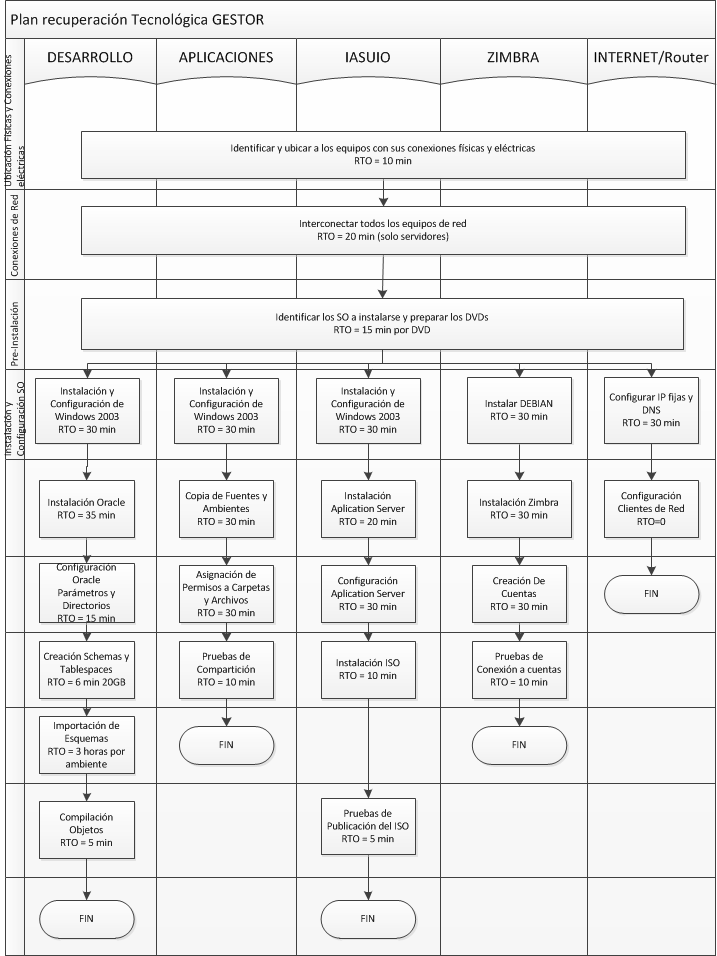 Plan recuperación Tecnológica GESTOR
DESARROLLO
APLICACIONES
IASUIO
ZIMBRA
INTERNET/Router
Ubicación Físicas y Conexiones
eléctricas
Identificar y ubicar a los equipos con sus conexiones físicas y eléctricas
RTO = 10 min
Conexiones de Red
Interconectar todos los equipos de red
RTO = 20 min (solo servidores)
Pre-Instalación
Identificar los SO a instalarse y preparar los DVDs
RTO = 15 min por DVD
Instalación y
Configuración SO
Instalación y
Configuración de
Windows 2003
RTO = 30 min
Instalación y
Configuración de
Windows 2003
RTO = 30 min
Instalación y
Configuración de
Windows 2003
RTO = 30 min
Instalar DEBIAN
RTO = 30 min
Configurar IP fijas y
DNS
RTO = 30 min
Instalación Oracle
RTO = 35 min
Copia de Fuentes y
Ambientes
RTO = 30 min
Instalación
Aplication Server
RTO = 20 min
Instalación Zimbra
RTO = 30 min
Configuración
Clientes de Red
RTO=0
Configuración
Oracle
Parámetros y
Directorios
RTO = 15 min
Asignación de
Permisos a Carpetas
y Archivos
RTO = 30 min
Configuración
Aplication Server
RTO = 30 min
Creación De
Cuentas
RTO = 30 min
FIN
Creación Schemas y
Tablespaces
RTO = 6 min 20GB
Pruebas de
Compartición
RTO = 10 min
Instalación ISO
RTO = 10 min
Pruebas de
Conexión a cuentas
RTO = 10 min
Importación de
Esquemas
RTO = 3 horas por
ambiente
FIN
FIN
Compilación
Objetos
RTO = 5 min
Pruebas de
Publicación del ISO
RTO = 5 min
FIN
FIN